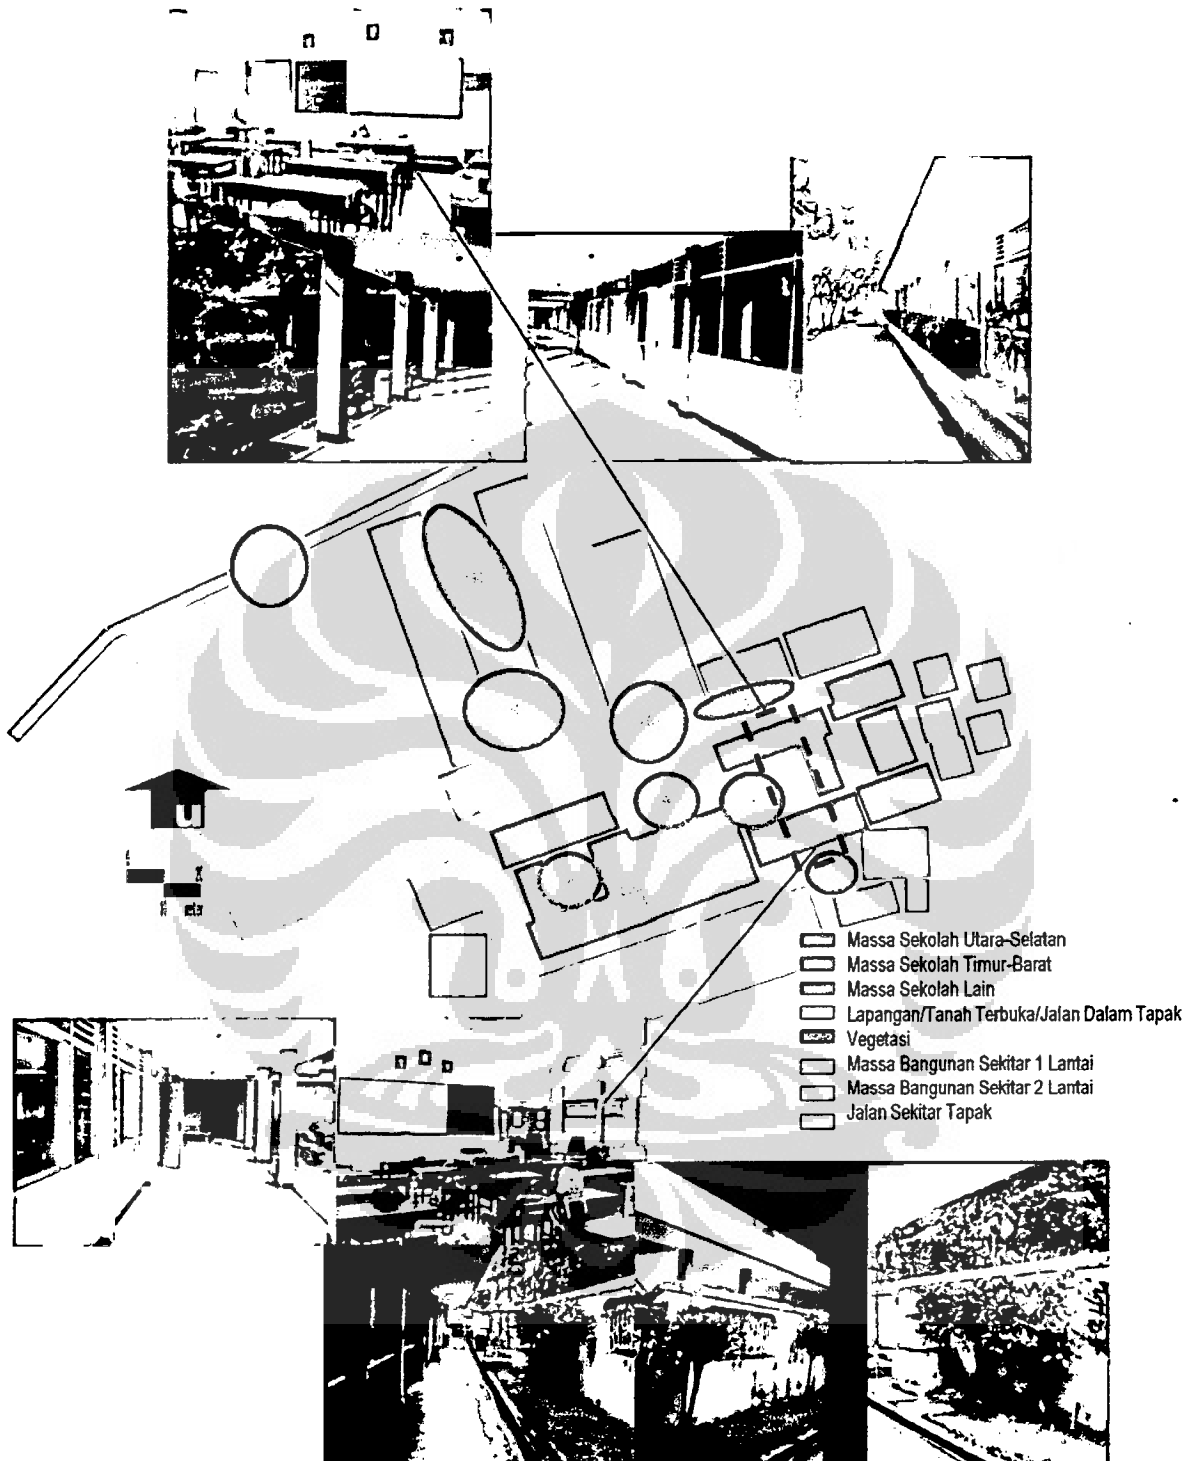 u
Massa Sekolah Utara-Selatan
Massa Sekolah Timur-Barat
Massa Sekolah Lain
Lapangan/Tanah Terbuka/Jalan Dalam Tapak
Vegetasi
Massa Bangunan Sekitar 1 Lantai
Massa Bangunan Sekitar 2 Lantai
Jalan Sekitar Tapak